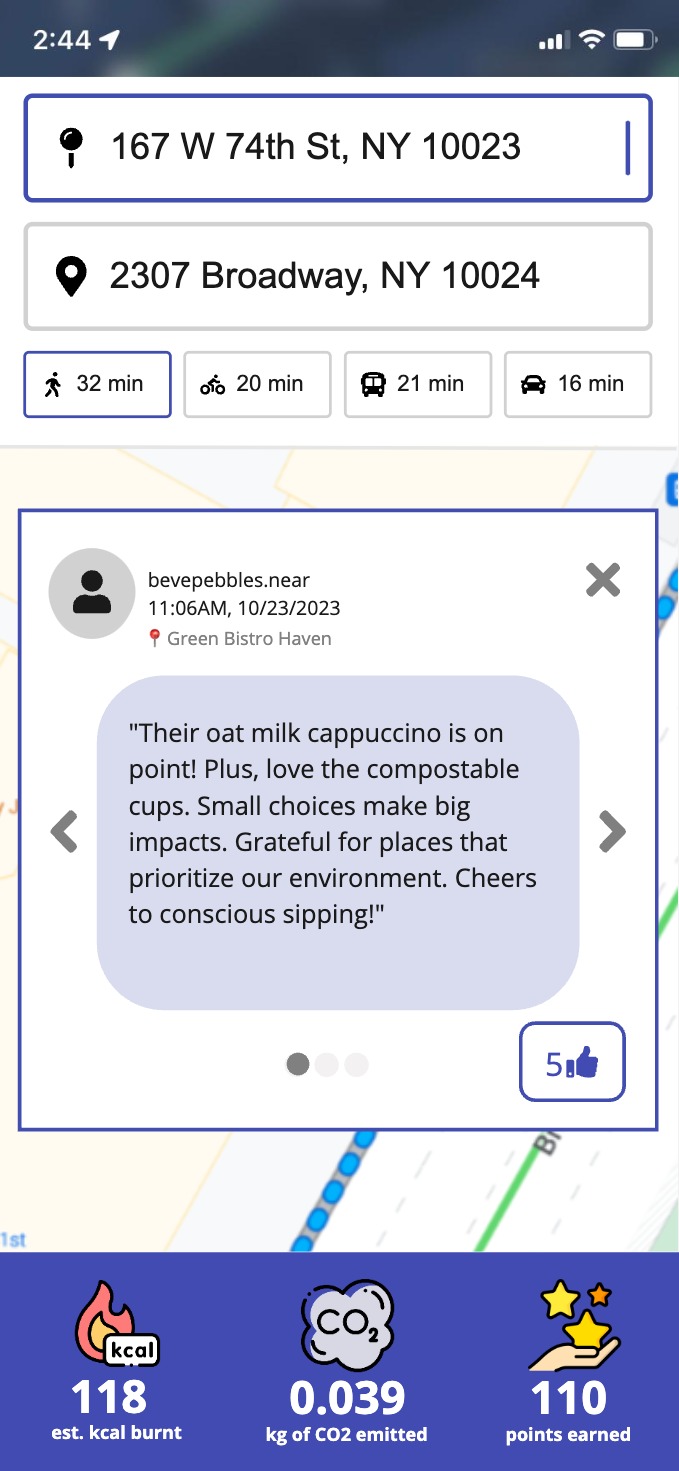 2:44
167 W 74th St, NY 10023
2307 Broadway, NY 10024
32 min
20 min
21 min
16 min
bevepebbles.near
11:06AM, 10/23/2023
Green Bistro Haven
"Their oat milk cappuccino is on
point! Plus, love the compostable
cups. Small choices make big
impacts. Grateful for places that
prioritize our environment. Cheers
to conscious sipping!"
5
1st
kcal
CO2
118
0.039
110
est. kcal burnt
kg of CO2 emitted
points earned